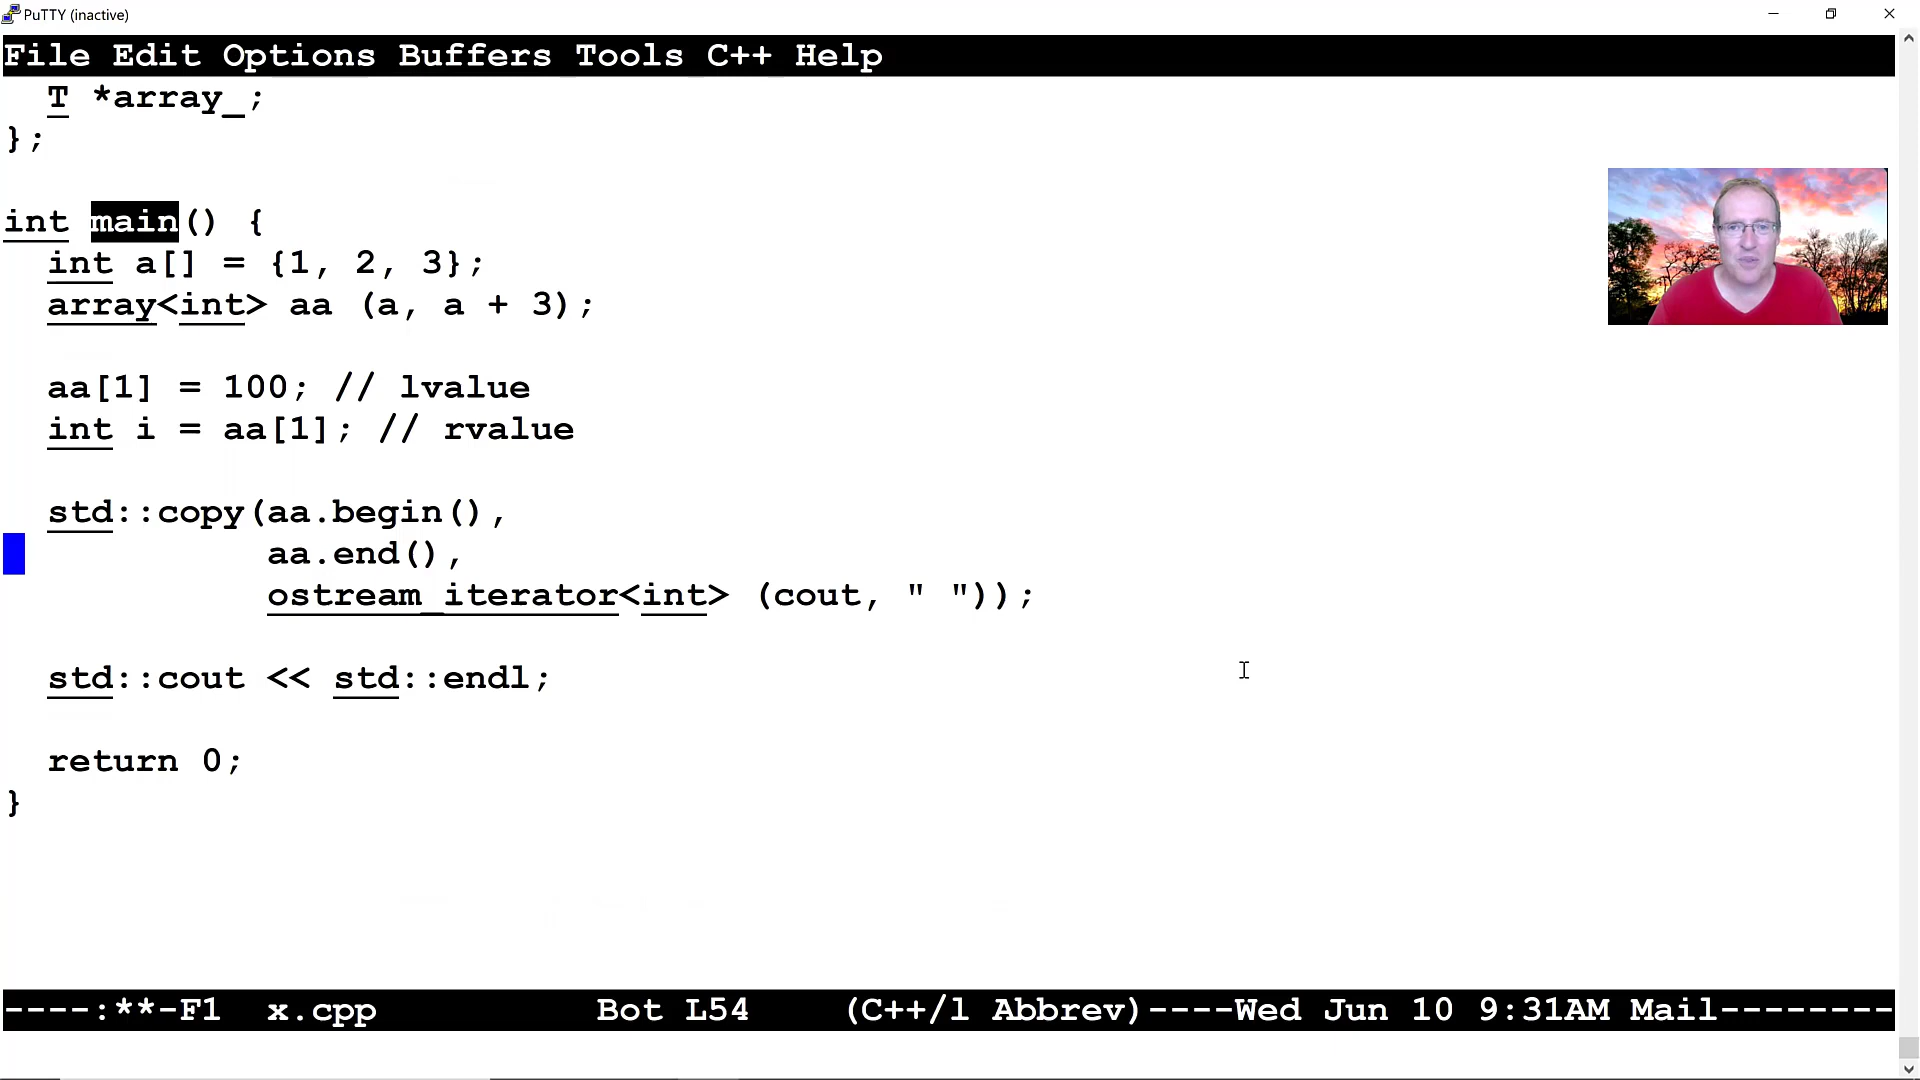 PuTTY (inactive)
File Edit Options Buffers Tools C++ Help
  T *array_;
};

int main() {
  int a[] = {1, 2, 3};
  array<int> aa (a, a + 3);

  aa[1] = 100; // lvalue
  int i = aa[1]; // rvalue

  std::copy(aa.begin(),
            aa.end(),
            ostream_iterator<int> (cout, " "));

  std::cout << std::endl;

  return 0;
}
----:**-F1  x.cpp          Bot L54    (C++/l Abbrev)----Wed Jun 10 9:31AM Mail--------